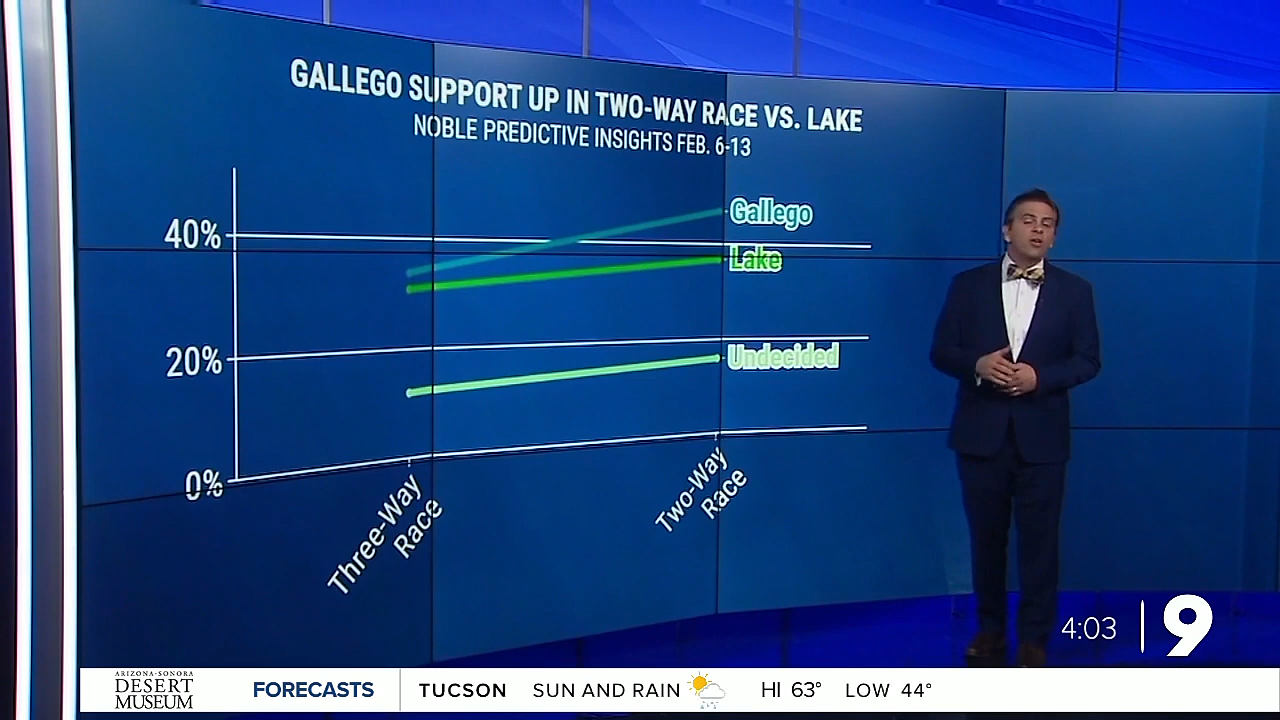 GALLEGO SUPPORT UP IN TWO-WAY RACE VS. LAKE
NOBLE PREDICTIVE INSIGHTS FEB. 6-13
40%
20%
0%
Gallego
Lake
Undecided
Three-Way
Race
Two-Way
Race
4:03
9
ARIZONA-SONORA
DESERT
MUSEUM
FORECASTS
TUCSON
SUN AND RAIN
HI 63°
LOW 44°